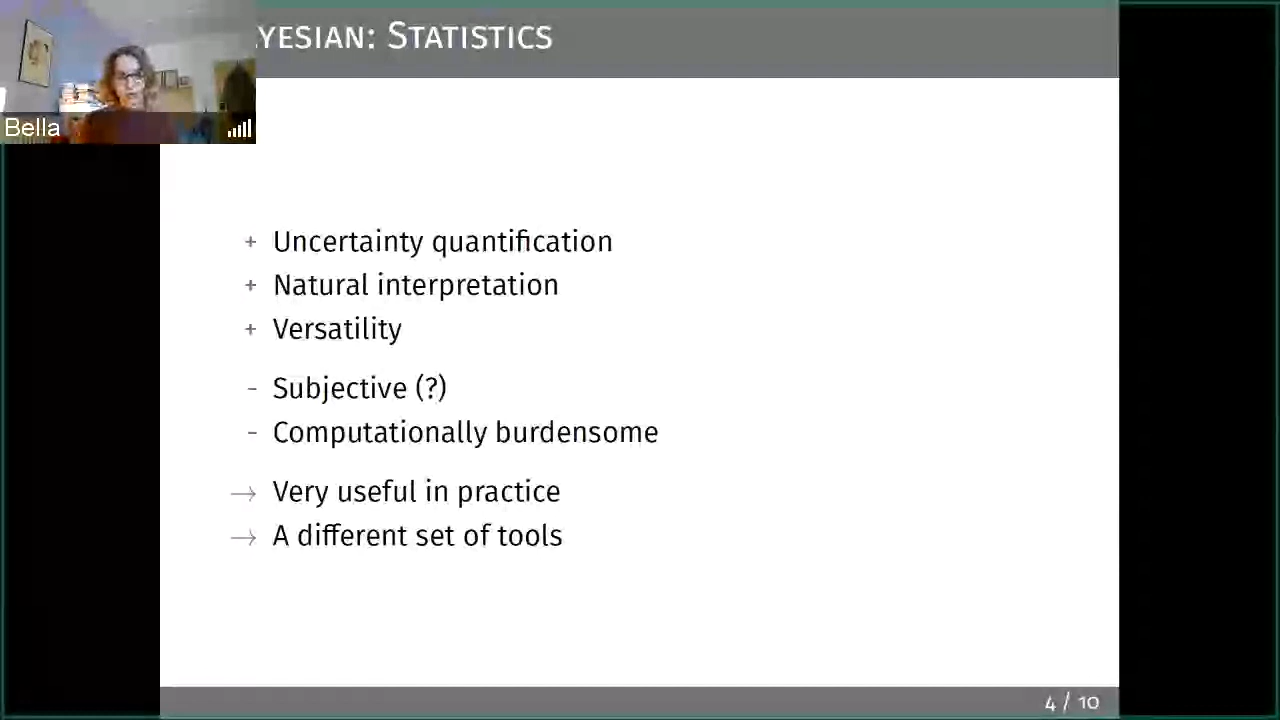 YESIAN: STATISTICS
Bella
+ Uncertainty quantification
+ Natural interpretation
+ Versatility
- Subjective (?)
- Computationally burdensome
→ Very useful in practice
→ A different set of tools
4 / 10